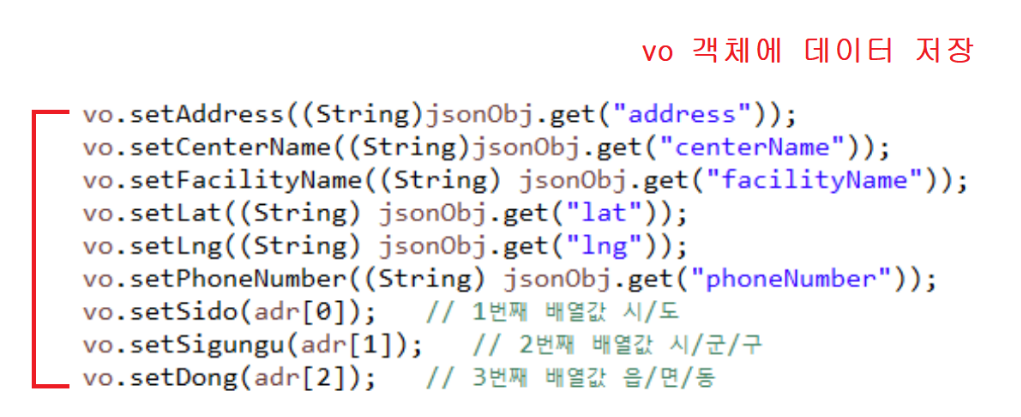 vo 객체에 데이터 저장
vo.setAddress((String)jsonObj.get("address"));
vo.setCenterName((String)jsonObj.get("centerName"));
vo.setFacilityName((String) jsonObj.get("facilityName"));
vo.setLat((String) jsonObj.get("lat"));
vo.setLng((String) jsonObj.get("lng"));
vo.setPhoneNumber((String) jsonObj.get("phoneNumber"));
vo.setSido(adr[0]);   // 1번째 배열값 시/도
vo.setSigungu(adr[1]);   // 2번째 배열값 시/군/구
vo.setDong(adr[2]);   // 3번째 배열값 읍/면/동